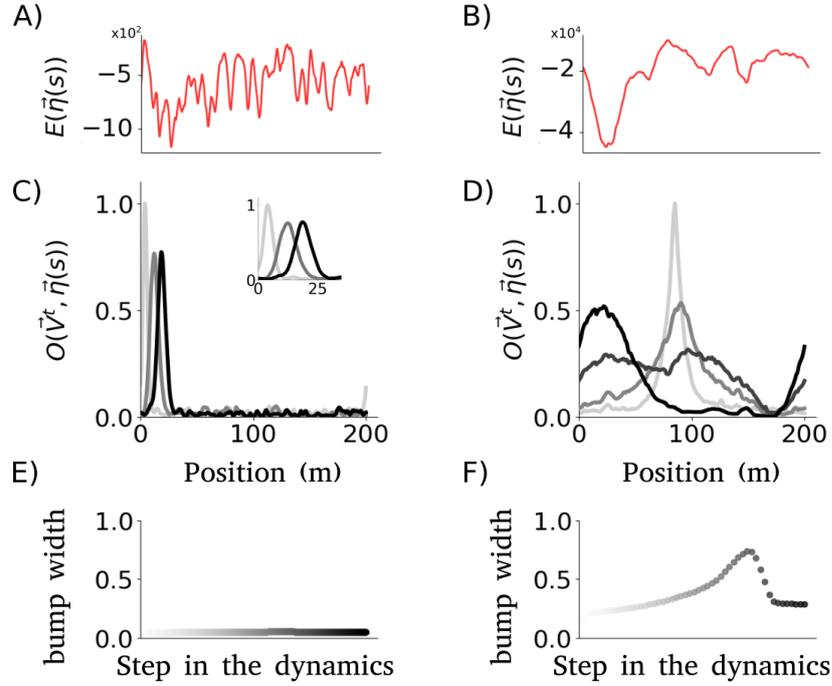 A)
B)
x10²
x10⁴
E(η⃗(s))
−5
−10
E(η⃗(s))
−2
−4
C)
D)
O(V⃗ᵗ, η⃗(s))
1.0
0.5
0.0
1
0
0
25
0
100
200
Position (m)
O(V⃗ᵗ, η⃗(s))
1.0
0.5
0.0
0
100
200
Position (m)
E)
F)
bump width
1.0
0.5
0.0
Step in the dynamics
bump width
1.0
0.5
0.0
Step in the dynamics